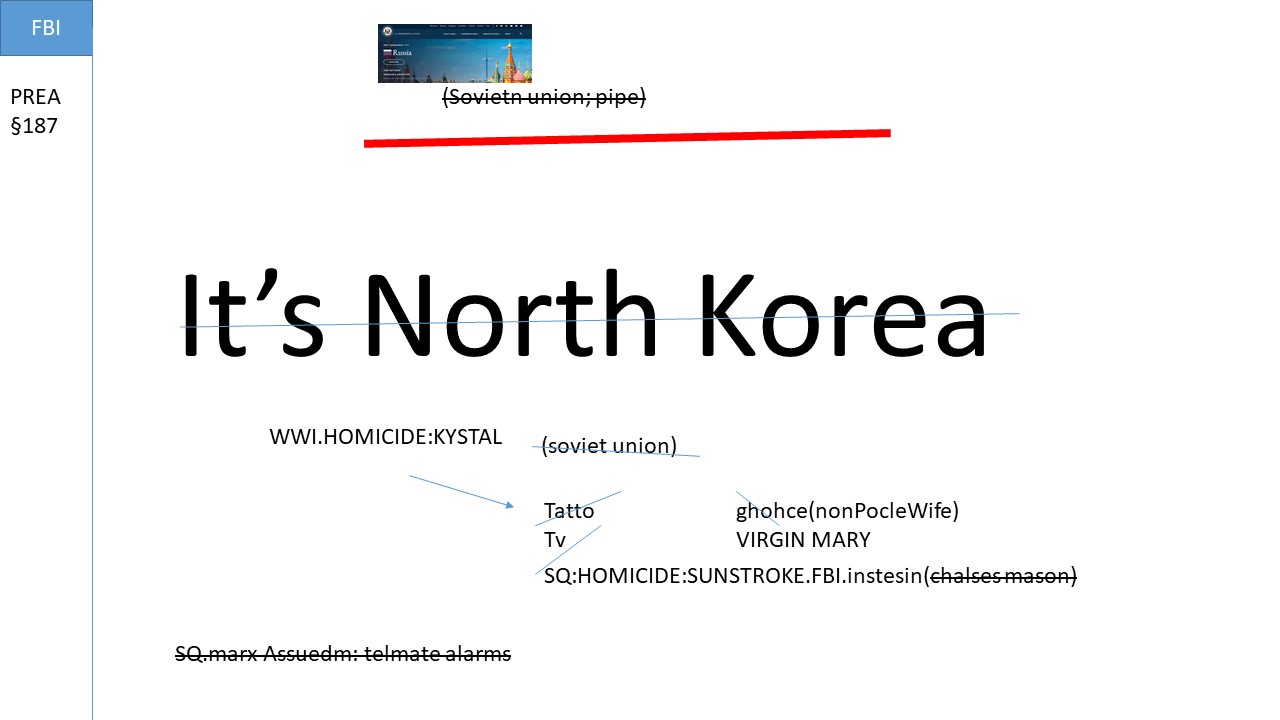 FBI
PREA
§187
Russia
(Sovietn union; pipe)
It’s North Korea
WWI.HOMICIDE:KYSTAL
(soviet union)
Tatto ghohce(nonPocleWife)
Tv VIRGIN MARY
SQ:HOMICIDE:SUNSTROKE.FBI.instesin(chalses mason)
SQ.marx Assuedm: telmate alarms